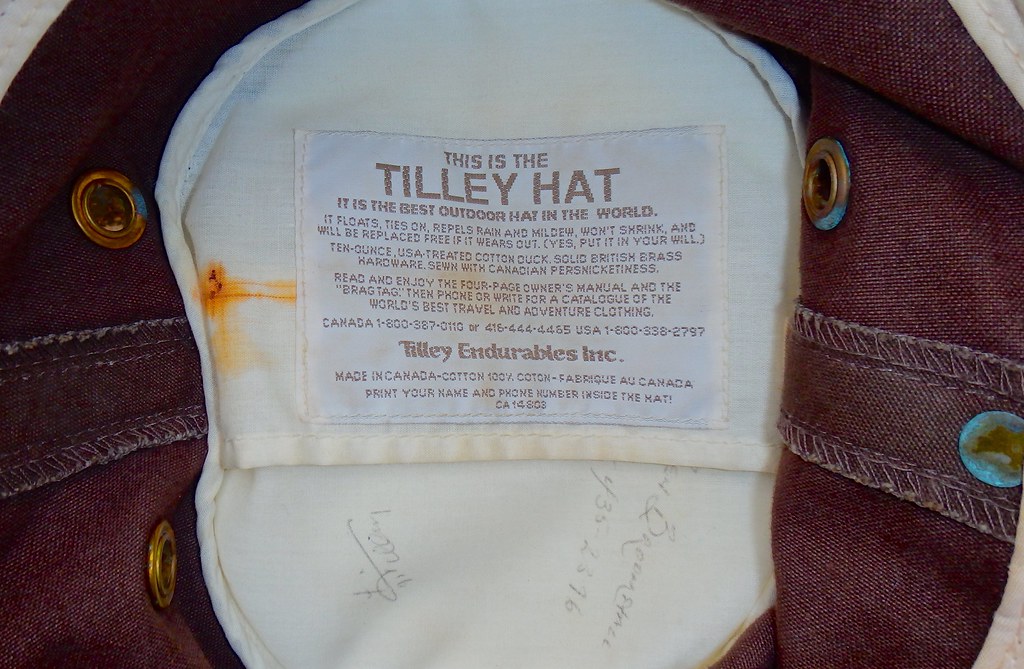 THIS IS THE
TILLEY HAT
IT IS THE BEST OUTDOOR HAT IN THE WORLD.
IT FLOATS, TIES ON, REPELS RAIN AND MILDEW, WON'T SHRINK, AND
WILL BE REPLACED FREE IF IT WEARS OUT. (YES, PUT IT IN YOUR WILL.)
TEN-OUNCE, USA-TREATED COTTON DUCK, SOLID BRITISH BRASS
HARDWARE. SEWN WITH CANADIAN PERSNICKETINESS.
READ AND ENJOY THE FOUR-PAGE OWNER'S MANUAL AND THE
"BRAG TAG." THEN PHONE OR WRITE FOR A CATALOGUE OF THE
WORLD'S BEST TRAVEL AND ADVENTURE CLOTHING.
CANADA 1-800-387-0110 or 416-444-4465 USA 1-800-338-2797
Tilley Endurables Inc.
MADE IN CANADA-COTTON 100% COTON-FABRIQUE AU CANADA
PRINT YOUR NAME AND PHONE NUMBER INSIDE THE HAT!
CA 14803
435-2376